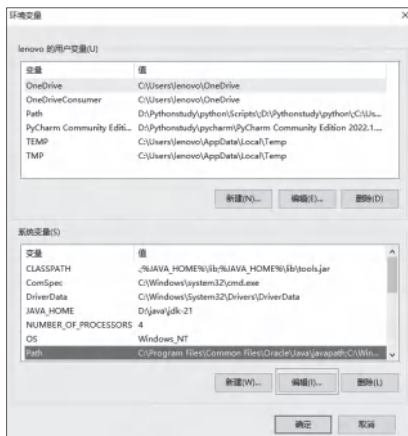 环境变量
lenovo 的用户变量(U)
变量 值
OneDrive C:\Users\lenovo\OneDrive
OneDriveConsumer C:\Users\lenovo\OneDrive
Path D:\Pythonstudy\python\Scripts\;D:\Pythonstudy\python\;C:\Us...
PyCharm Community Editi... D:\Pythonstudy\pycharm\PyCharm Community Edition 2022.1....
TEMP C:\Users\lenovo\AppData\Local\Temp
TMP C:\Users\lenovo\AppData\Local\Temp
新建(N)... 编辑(E)... 删除(D)
系统变量(S)
变量 值
CLASSPATH .;%JAVA_HOME%\lib;%JAVA_HOME%\lib\tools.jar
ComSpec C:\Windows\system32\cmd.exe
DriverData C:\Windows\System32\Drivers\DriverData
JAVA_HOME D:\java\jdk-21
NUMBER_OF_PROCESSORS 4
OS Windows_NT
Path C:\Program Files\Common Files\Oracle\Java\javapath;C:\Win...
新建(W)... 编辑(I)... 删除(L)
确定 取消